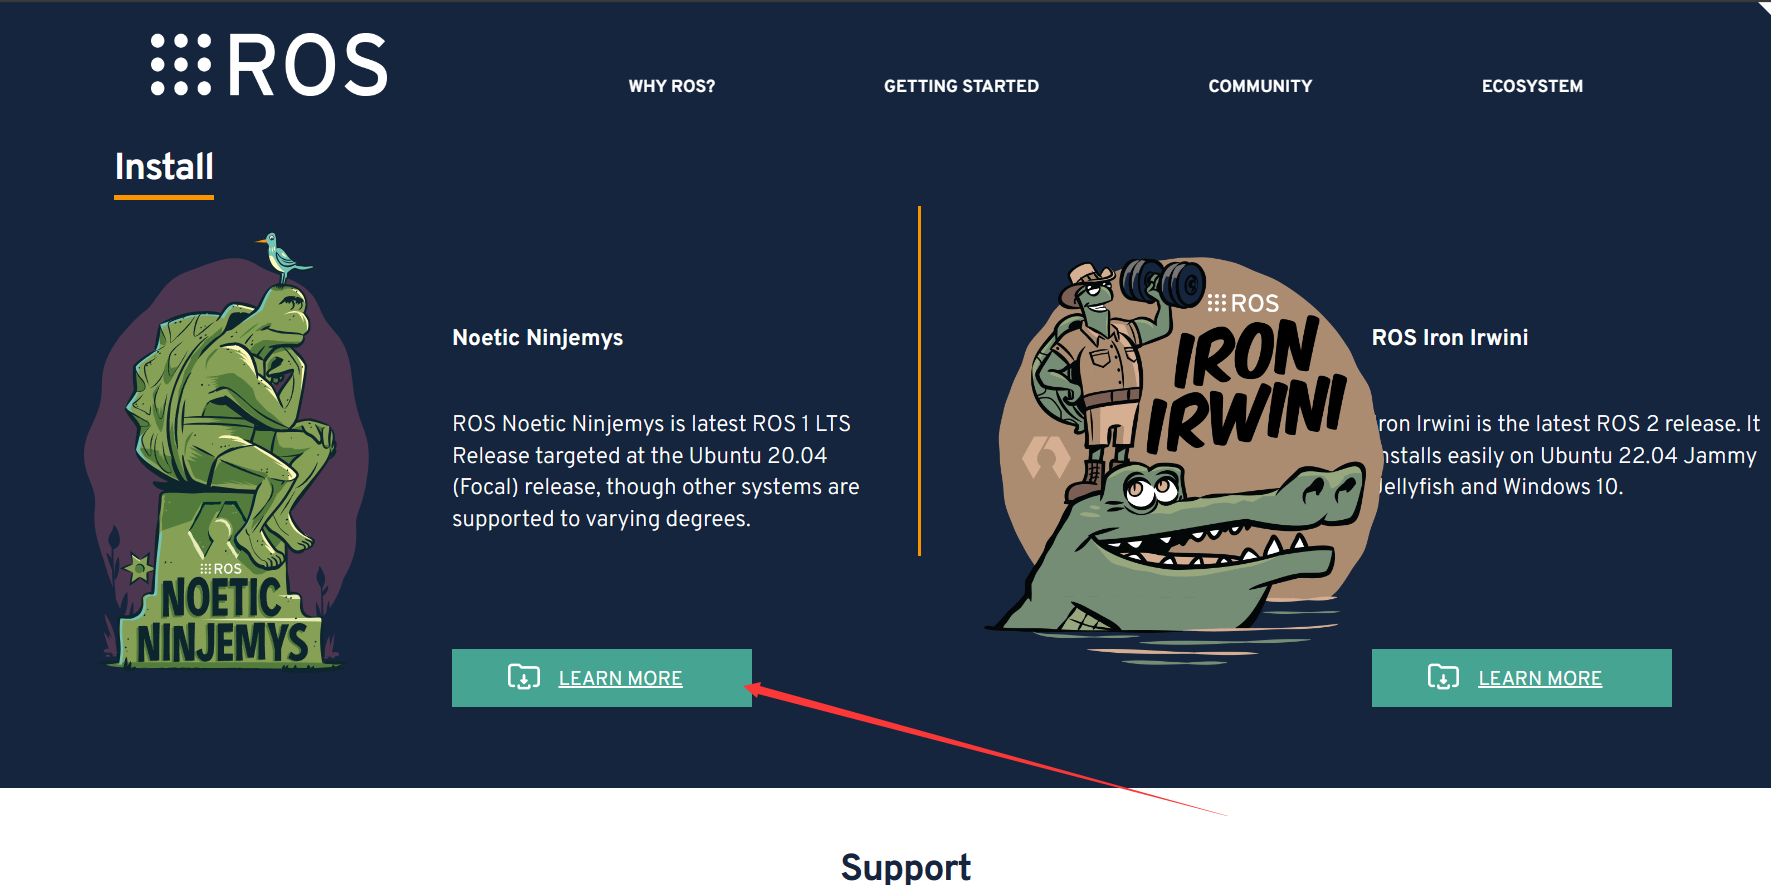 ROS
WHY ROS?
GETTING STARTED
COMMUNITY
ECOSYSTEM
Install
ROS
NOETIC
NINJEMYS
Noetic Ninjemys
ROS Noetic Ninjemys is latest ROS 1 LTS
Release targeted at the Ubuntu 20.04
(Focal) release, though other systems are
supported to varying degrees.
LEARN MORE
ROS
IRON
IRWINI
ROS Iron Irwini
Iron Irwini is the latest ROS 2 release. It
installs easily on Ubuntu 22.04 Jammy
Jellyfish and Windows 10.
LEARN MORE
Support